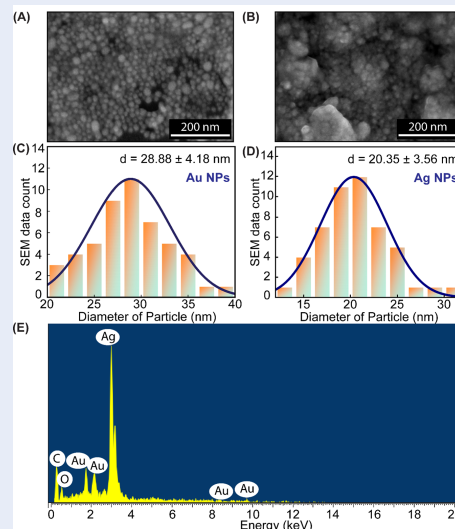 (A)
(B)
200 nm
200 nm
(C)
d = 28.88 ± 4.18 nm
Au NPs
SEM data count
14
12
10
8
6
4
2
0
20 25 30 35 40
Diameter of Particle (nm)
(D)
d = 20.35 ± 3.56 nm
Ag NPs
SEM data count
14
12
10
8
6
4
2
0
15 20 25 30
Diameter of Particle (nm)
(E)
Ag
C
O
Au
Au
Au
Au
0 2 4 6 8 10 12 14 16 18 20
Energy (keV)